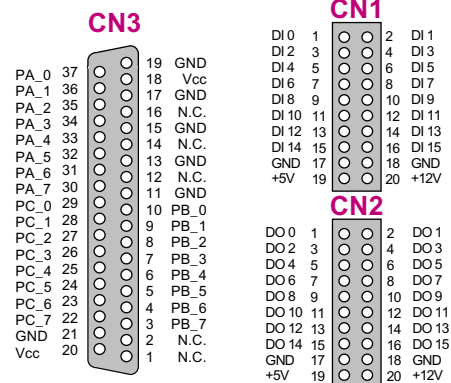 CN3
19 GND
PA_0 37
18 Vcc
PA_1 36
17 GND
PA_2 35
16 N.C.
PA_3 34
15 GND
PA_4 33
14 N.C.
PA_5 32
13 GND
PA_6 31
12 N.C.
PA_7 30
11 GND
PC_0 29
10 PB_0
PC_1 28
9 PB_1
PC_2 27
8 PB_2
PC_3 26
7 PB_3
PC_4 25
6 PB_4
PC_5 24
5 PB_5
PC_6 23
4 PB_6
PC_7 22
3 PB_7
GND 21
2 N.C.
Vcc 20
1 N.C.
CN1
DI 0 1 2 DI 1
DI 2 3 4 DI 3
DI 4 5 6 DI 5
DI 6 7 8 DI 7
DI 8 9 10 DI 9
DI 10 11 12 DI 11
DI 12 13 14 DI 13
DI 14 15 16 DI 15
GND 17 18 GND
+5V 19 20 +12V
CN2
DO 0 1 2 DO 1
DO 2 3 4 DO 3
DO 4 5 6 DO 5
DO 6 7 8 DO 7
DO 8 9 10 DO 9
DO 10 11 12 DO 11
DO 12 13 14 DO 13
DO 14 15 16 DO 15
GND 17 18 GND
+5V 19 20 +12V